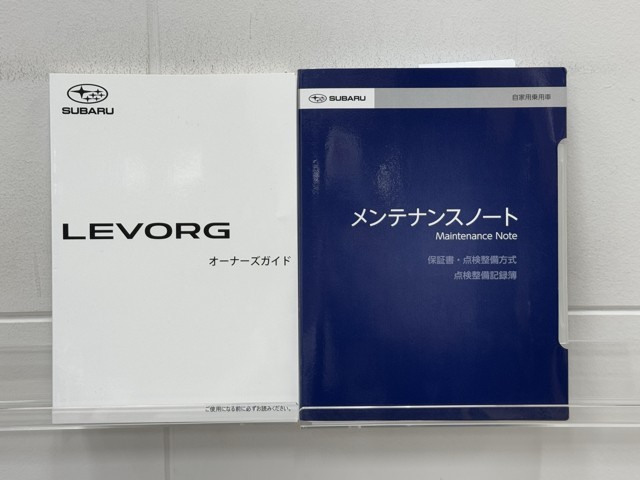 SUBARU
LEVORG
オーナーズガイド
ご使用になる前に必ずお読みください。
SUBARU
自家用乗用車
メンテナンスノート
Maintenance Note
保証書・点検整備方式
点検整備記録簿